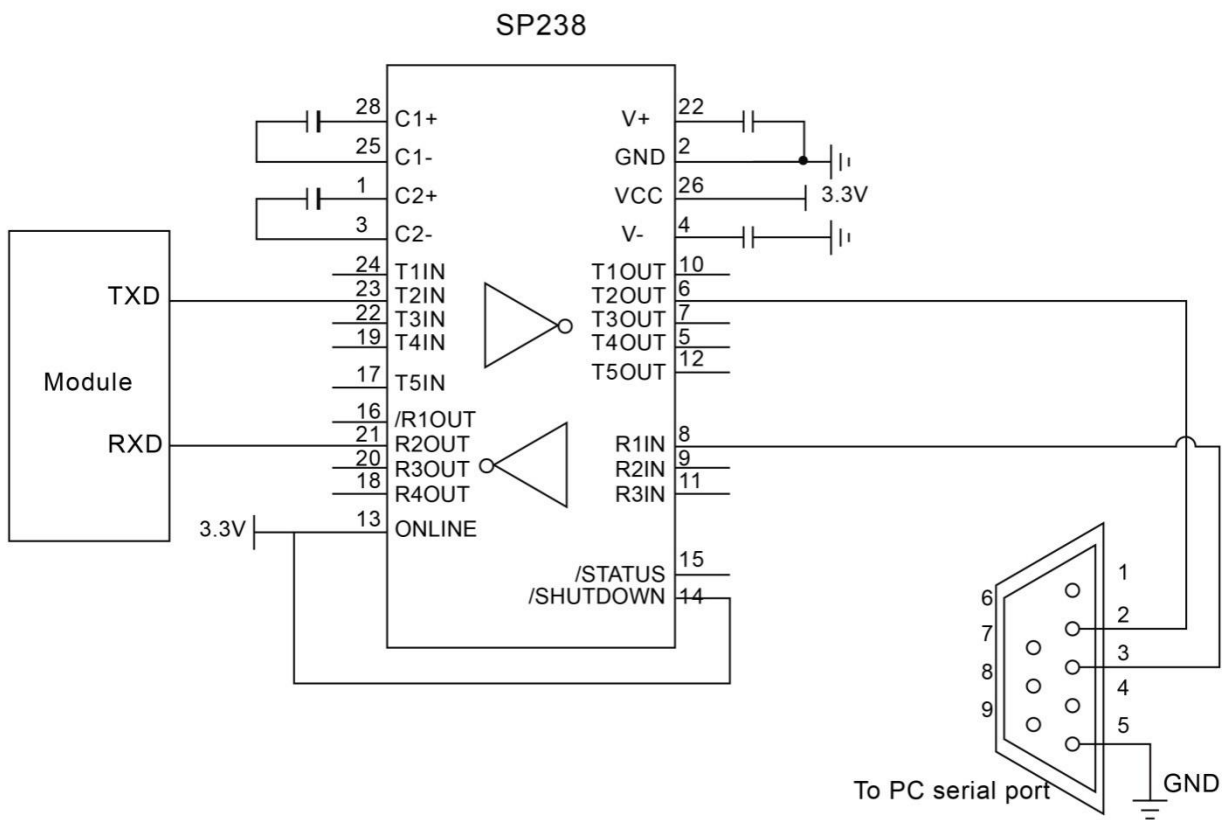 SP238
28 C1+
25 C1-
1 C2+
3 C2-
24 T1IN
23 T2IN
22 T3IN
19 T4IN
17 T5IN
16 /R1OUT
21 R2OUT
20 R3OUT
18 R4OUT
3.3V 13 ONLINE
V+ 22
GND 2
VCC 26 3.3V
V- 4
T1OUT 10
T2OUT 6
T3OUT 7
T4OUT 5
T5OUT 12
R1IN 8
R2IN 9
R3IN 11
/STATUS 15
/SHUTDOWN 14
TXD
Module
RXD
1
6
2
7
3
8
4
9
5
To PC serial port
GND